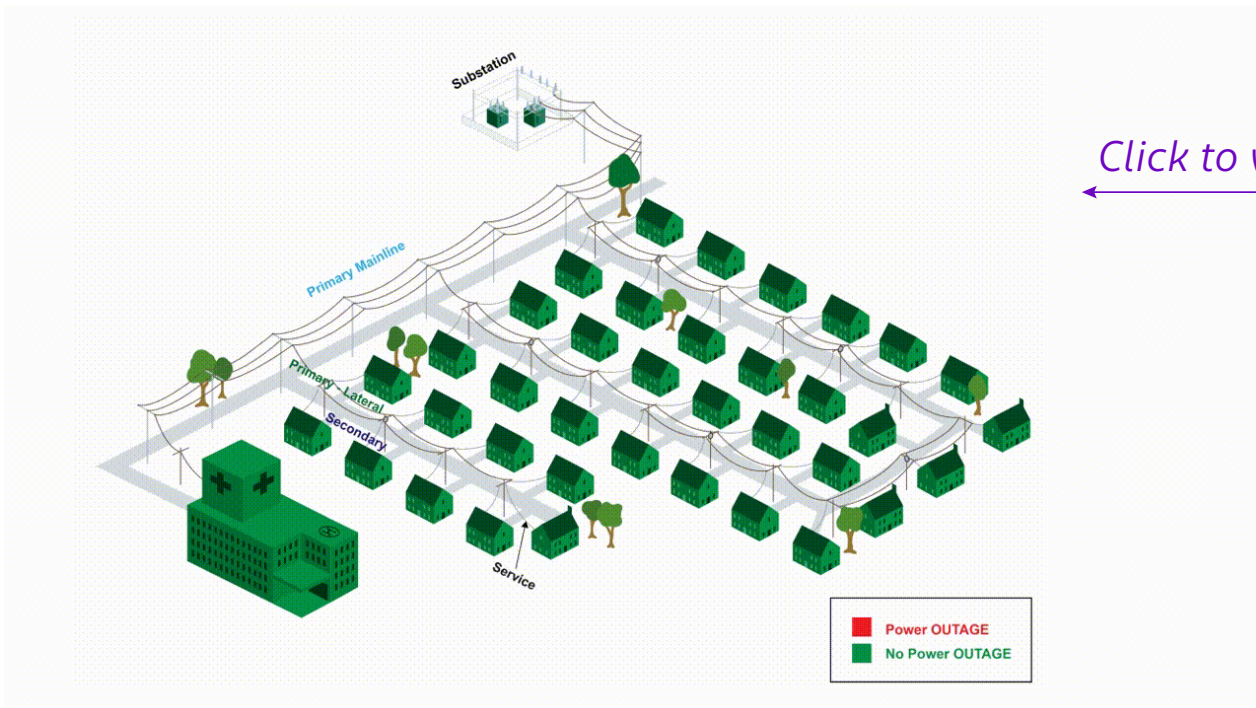 Substation
Click to
Primary Mainline
Primary - Lateral
Secondary
Service
Power OUTAGE
No Power OUTAGE